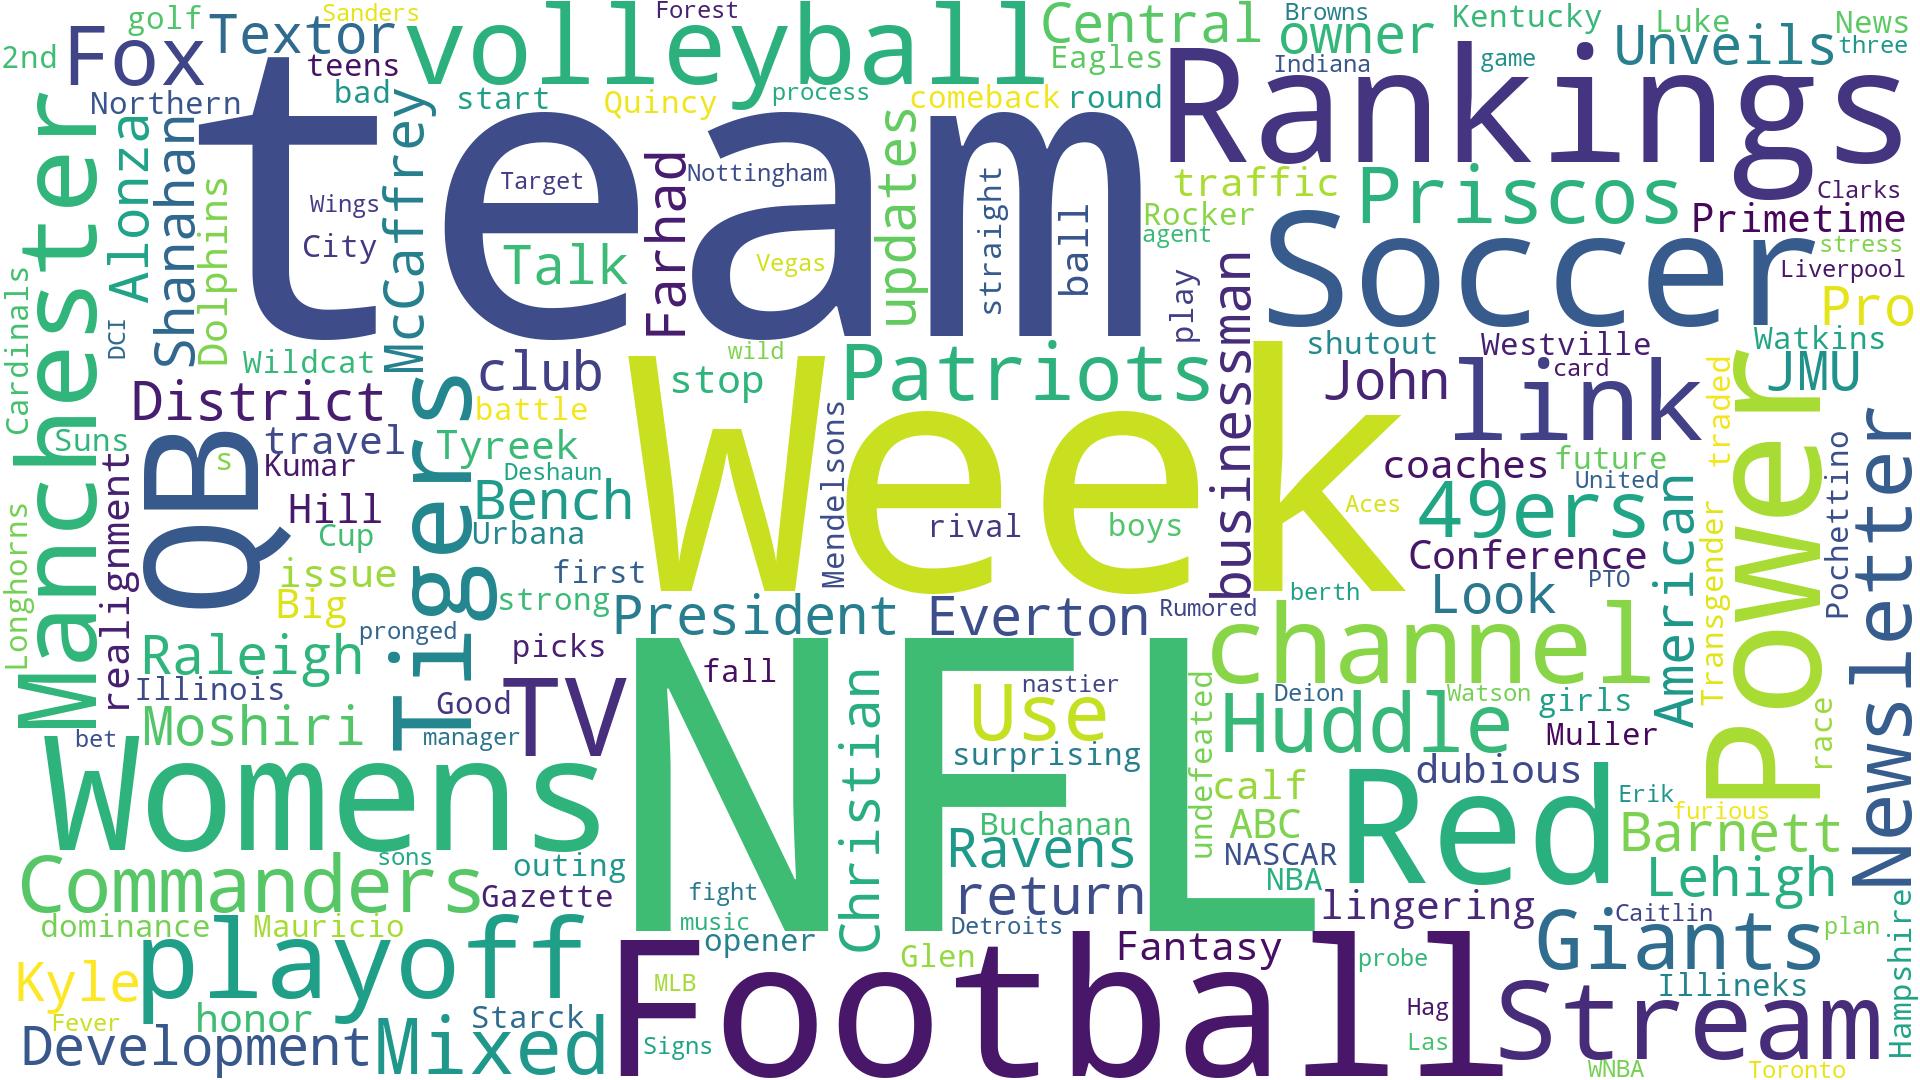 2nd
golf
Fox
Sanders
Textor
teens
volleyball
Forest
Central
Eagles
Browns
owner
Indiana
Kentucky
game
Luke
News
Unveils
three
Northern
bad
start
Quincy
process
comeback
round
Rankings
team
Manchester
Alonza
Shannahan
Dolphins
McCaffrey
Wings
City
Target
Talk
Farhad
Nottingham
Vegas
updates
straight
ball
traffic
Rocker
agent
Priscos
Clarks
Primetime
stress
Liverpool
Soccer
Pro
play
businessman
Cardinals
DCI
Wildcat
club
stop
wild
Patriots
shutout
Westville
card
Watkins
JMU
District
battle
John
link
traded
Suns
QB
s
travel
Kumar
Tigers
Tyreek
Deshaun
Bench
Week
Mendelsons
rival
boys
Aces
coaches
future
United
49ers
American
Power
Pochettino
Newsletter
realignment
Hill
Cup
Urbana
Longhorns
issue
Big
first
strong
Conference
PTO
Look
Transgender
berth
Rumored
President
Everton
pronged
Raleigh
picks
fall
channel
Illinois
Good
TV
NFL
Christian
nastier
Use
undefeated
Deion
Watson
girls
Huddle
Muller
race
Moshiri
bet
manager
surprising
Womens
calf
dubious
Erik
furious
Buchanan
ABC
Red
Barnett
Ravens
NASCAR
NBA
Lehigh
sons
outing
Commanders
Gazette
fight
music
return
Detroits
lingering
Caitlin
Giants
plan
Hampshire
dominance
Mauricio
opener
Glen
Fantasy
probe
playoff
Kyle
MLB
Illineks
Football
Hag
Stream
Fever
honor
Starck
Development
Mixed
Signs
Las
WNBA
Toronto